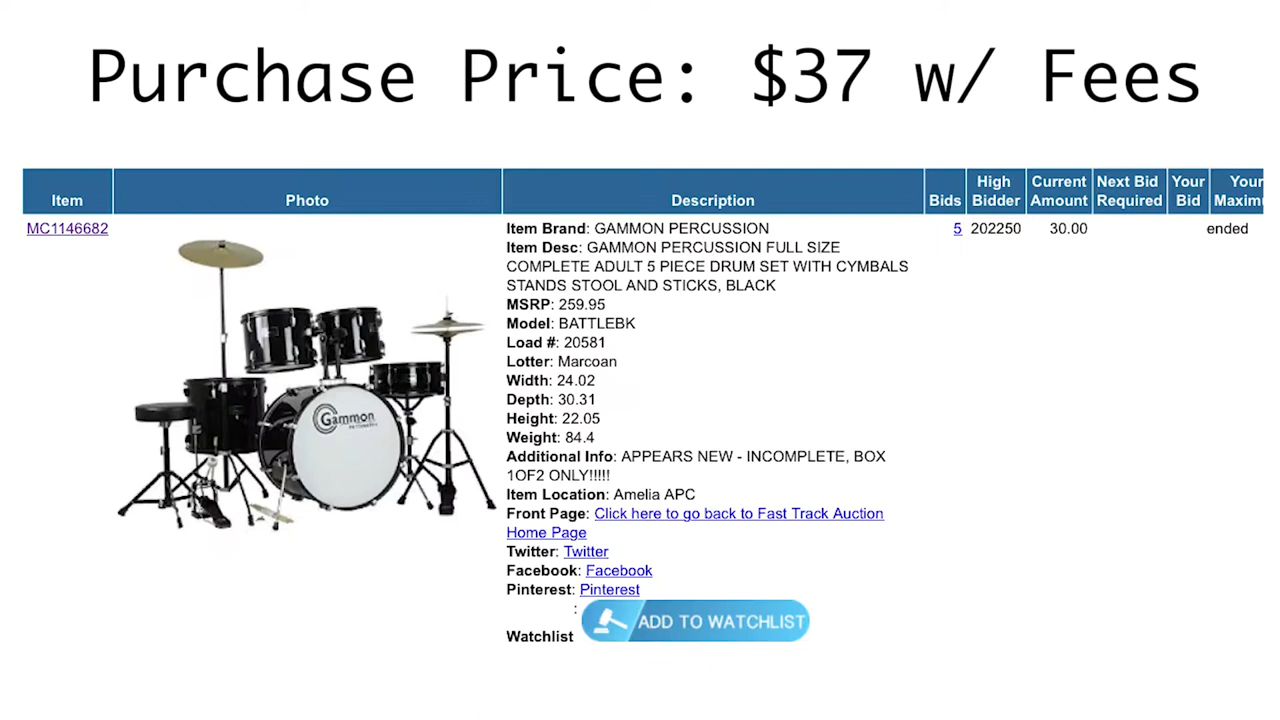 Purchase Price: $37 w/ Fees
Item
Photo
Description
Bids
High Bidder
Current Amount
Next Bid Required
Your Bid
Your Maximu
MC1146682
Gammon
Item Brand: GAMMON PERCUSSION
Item Desc: GAMMON PERCUSSION FULL SIZE
COMPLETE ADULT 5 PIECE DRUM SET WITH CYMBALS
STANDS STOOL AND STICKS, BLACK
MSRP: 259.95
Model: BATTLEBK
Load #: 20581
Lotter: Marcoan
Width: 24.02
Depth: 30.31
Height: 22.05
Weight: 84.4
Additional Info: APPEARS NEW - INCOMPLETE, BOX
1OF2 ONLY!!!!!
Item Location: Amelia APC
Front Page: Click here to go back to Fast Track Auction
Home Page
Twitter: Twitter
Facebook: Facebook
Pinterest: Pinterest
:
ADD TO WATCHLIST
Watchlist
5
202250
30.00
ended